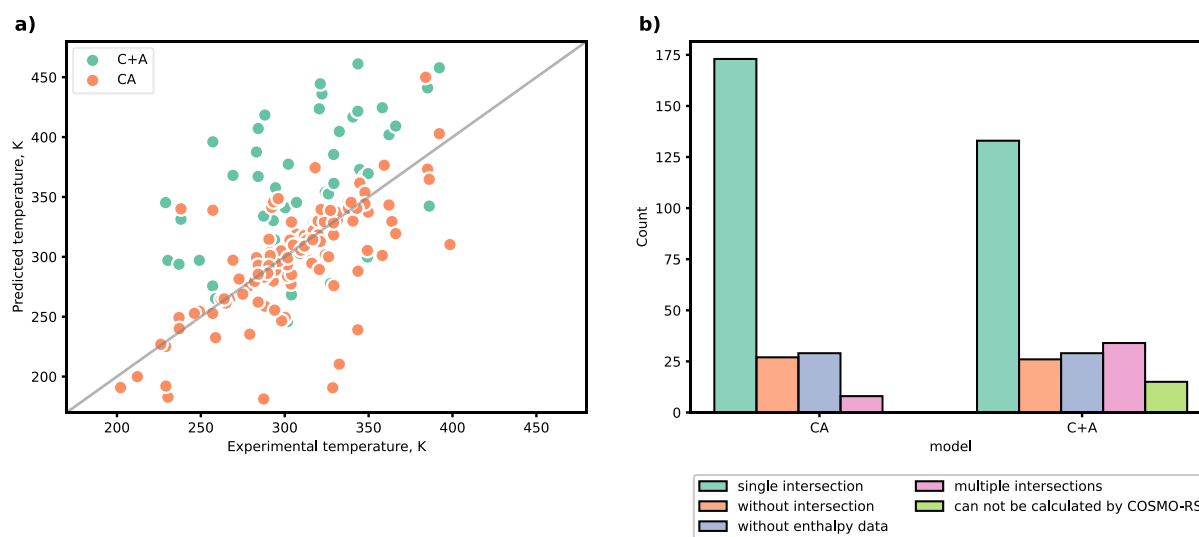 a)
C+A
CA
450
400
350
300
250
200
Predicted temperature, K
200
250
300
350
400
450
Experimental temperature, K
b)
175
150
125
100
75
50
25
0
Count
CA
C+A
model
single intersection
without intersection
without enthalpy data
multiple intersections
can not be calculated by COSMO-RS